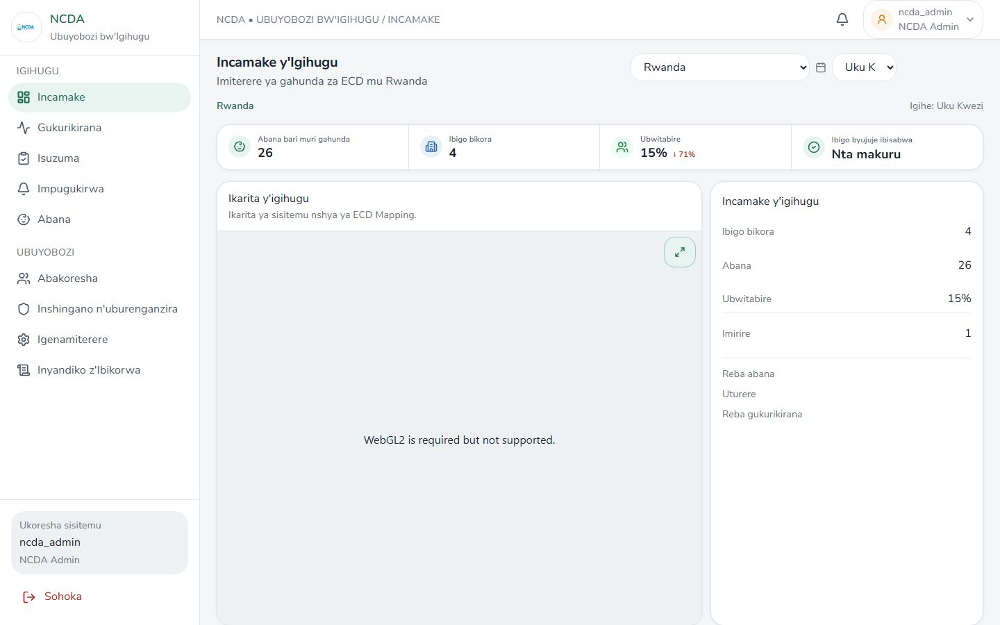 NCDA
Ubuyobozi bw'Igihugu
IGIHUGU
Incamake
Gukurikirana
Isuzuma
Impugukirwa
Abana
UBUYOBOZI
Abakoresha
Inshingano n'uburenganzira
Igenamiterere
Inyandiko z'Ibikorwa
Ukoresha sisitemu
ncda_admin
NCDA Admin
Sohoka
NCDA • UBUYOBOZI BW'IGIHUGU / INCAMAKE
ncda_admin
NCDA Admin
Incamake y'Igihugu
Imiterere ya gahunda za ECD mu Rwanda
Rwanda
Uku K
Rwanda
Igihe: Uku Kwezi
Abana bari muri gahunda
26
Ibigo bikora
4
Ubwitabire
15% ↓ 71%
Ibigo byujuje ibisabwa
Nta makuru
Ikarita y'igihugu
Ikarita ya sisitemu nshya ya ECD Mapping.
WebGL2 is required but not supported.
Incamake y'igihugu
Ibigo bikora 4
Abana 26
Ubwitabire 15%
Imirire 1
Reba abana
Uturere
Reba gukurikirana